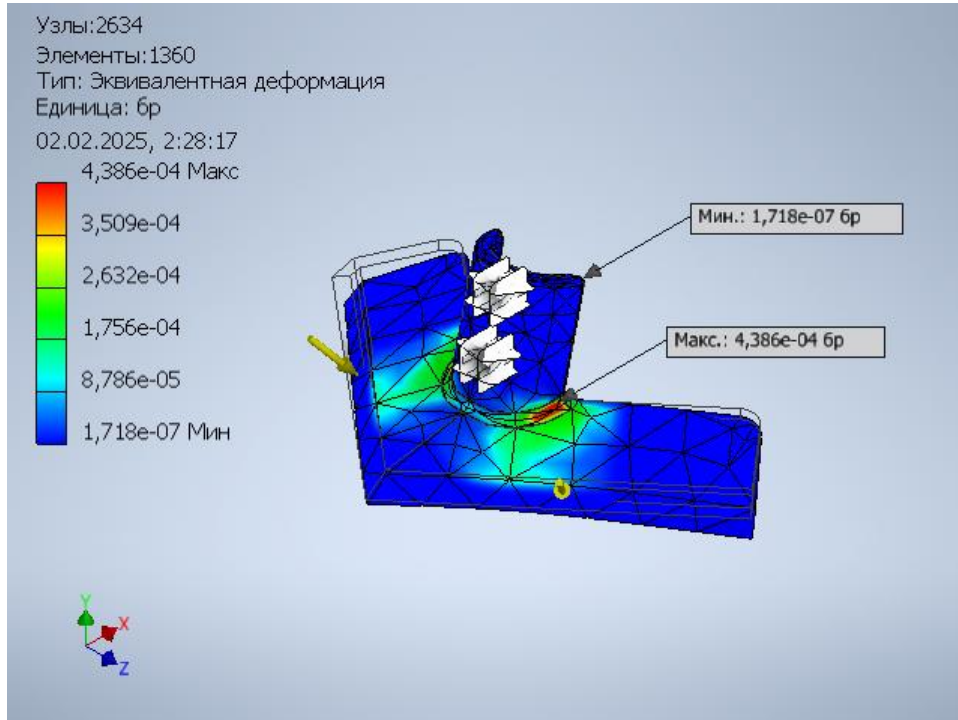 Узлы:2634
Элементы:1360
Тип: Эквивалентная деформация
Единица: бр
02.02.2025, 2:28:17
4,386e-04 Макс
3,509e-04
2,632e-04
1,756e-04
8,786e-05
1,718e-07 Мин
Мин.: 1,718e-07 бр
Макс.: 4,386e-04 бр
Y
X
Z